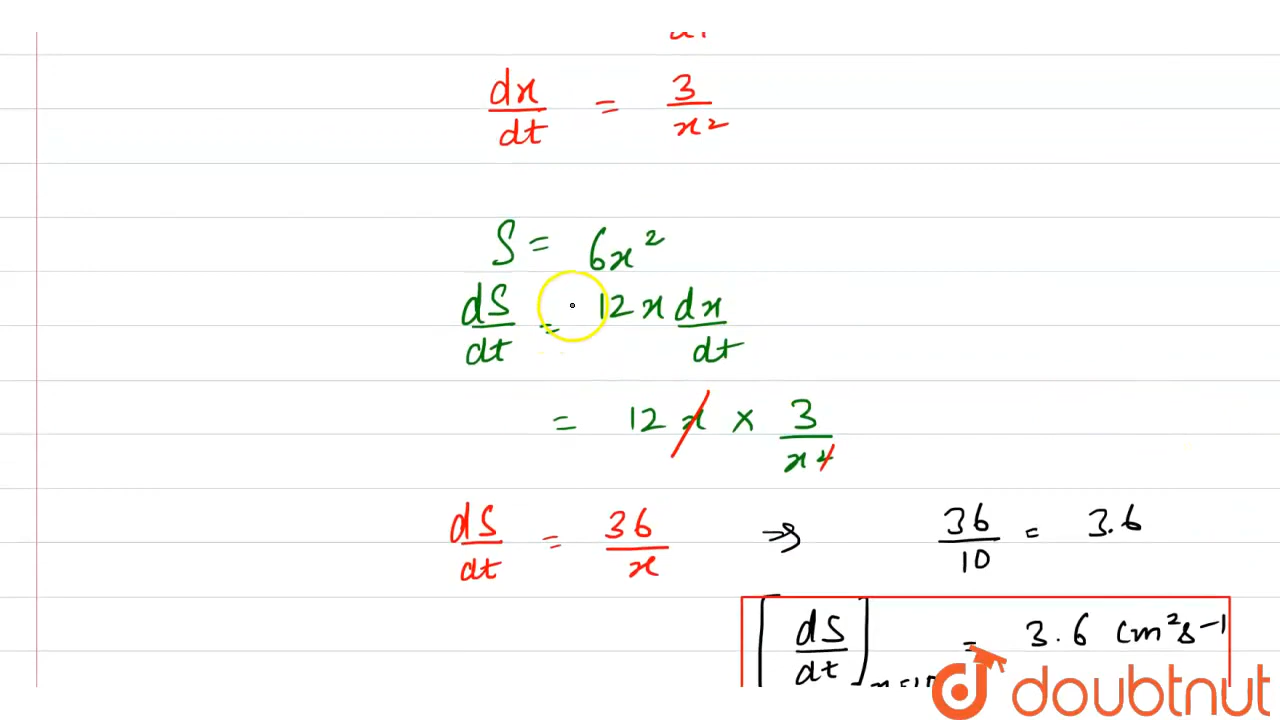 dx/dt = 3/x²
S = 6x²
dS/dt = 12x dx/dt
= 12x × 3/x²
dS/dt = 36/x ⇒ 36/10 = 3.6
[dS/dt] = 3.6 cm²s⁻¹
doubtnut